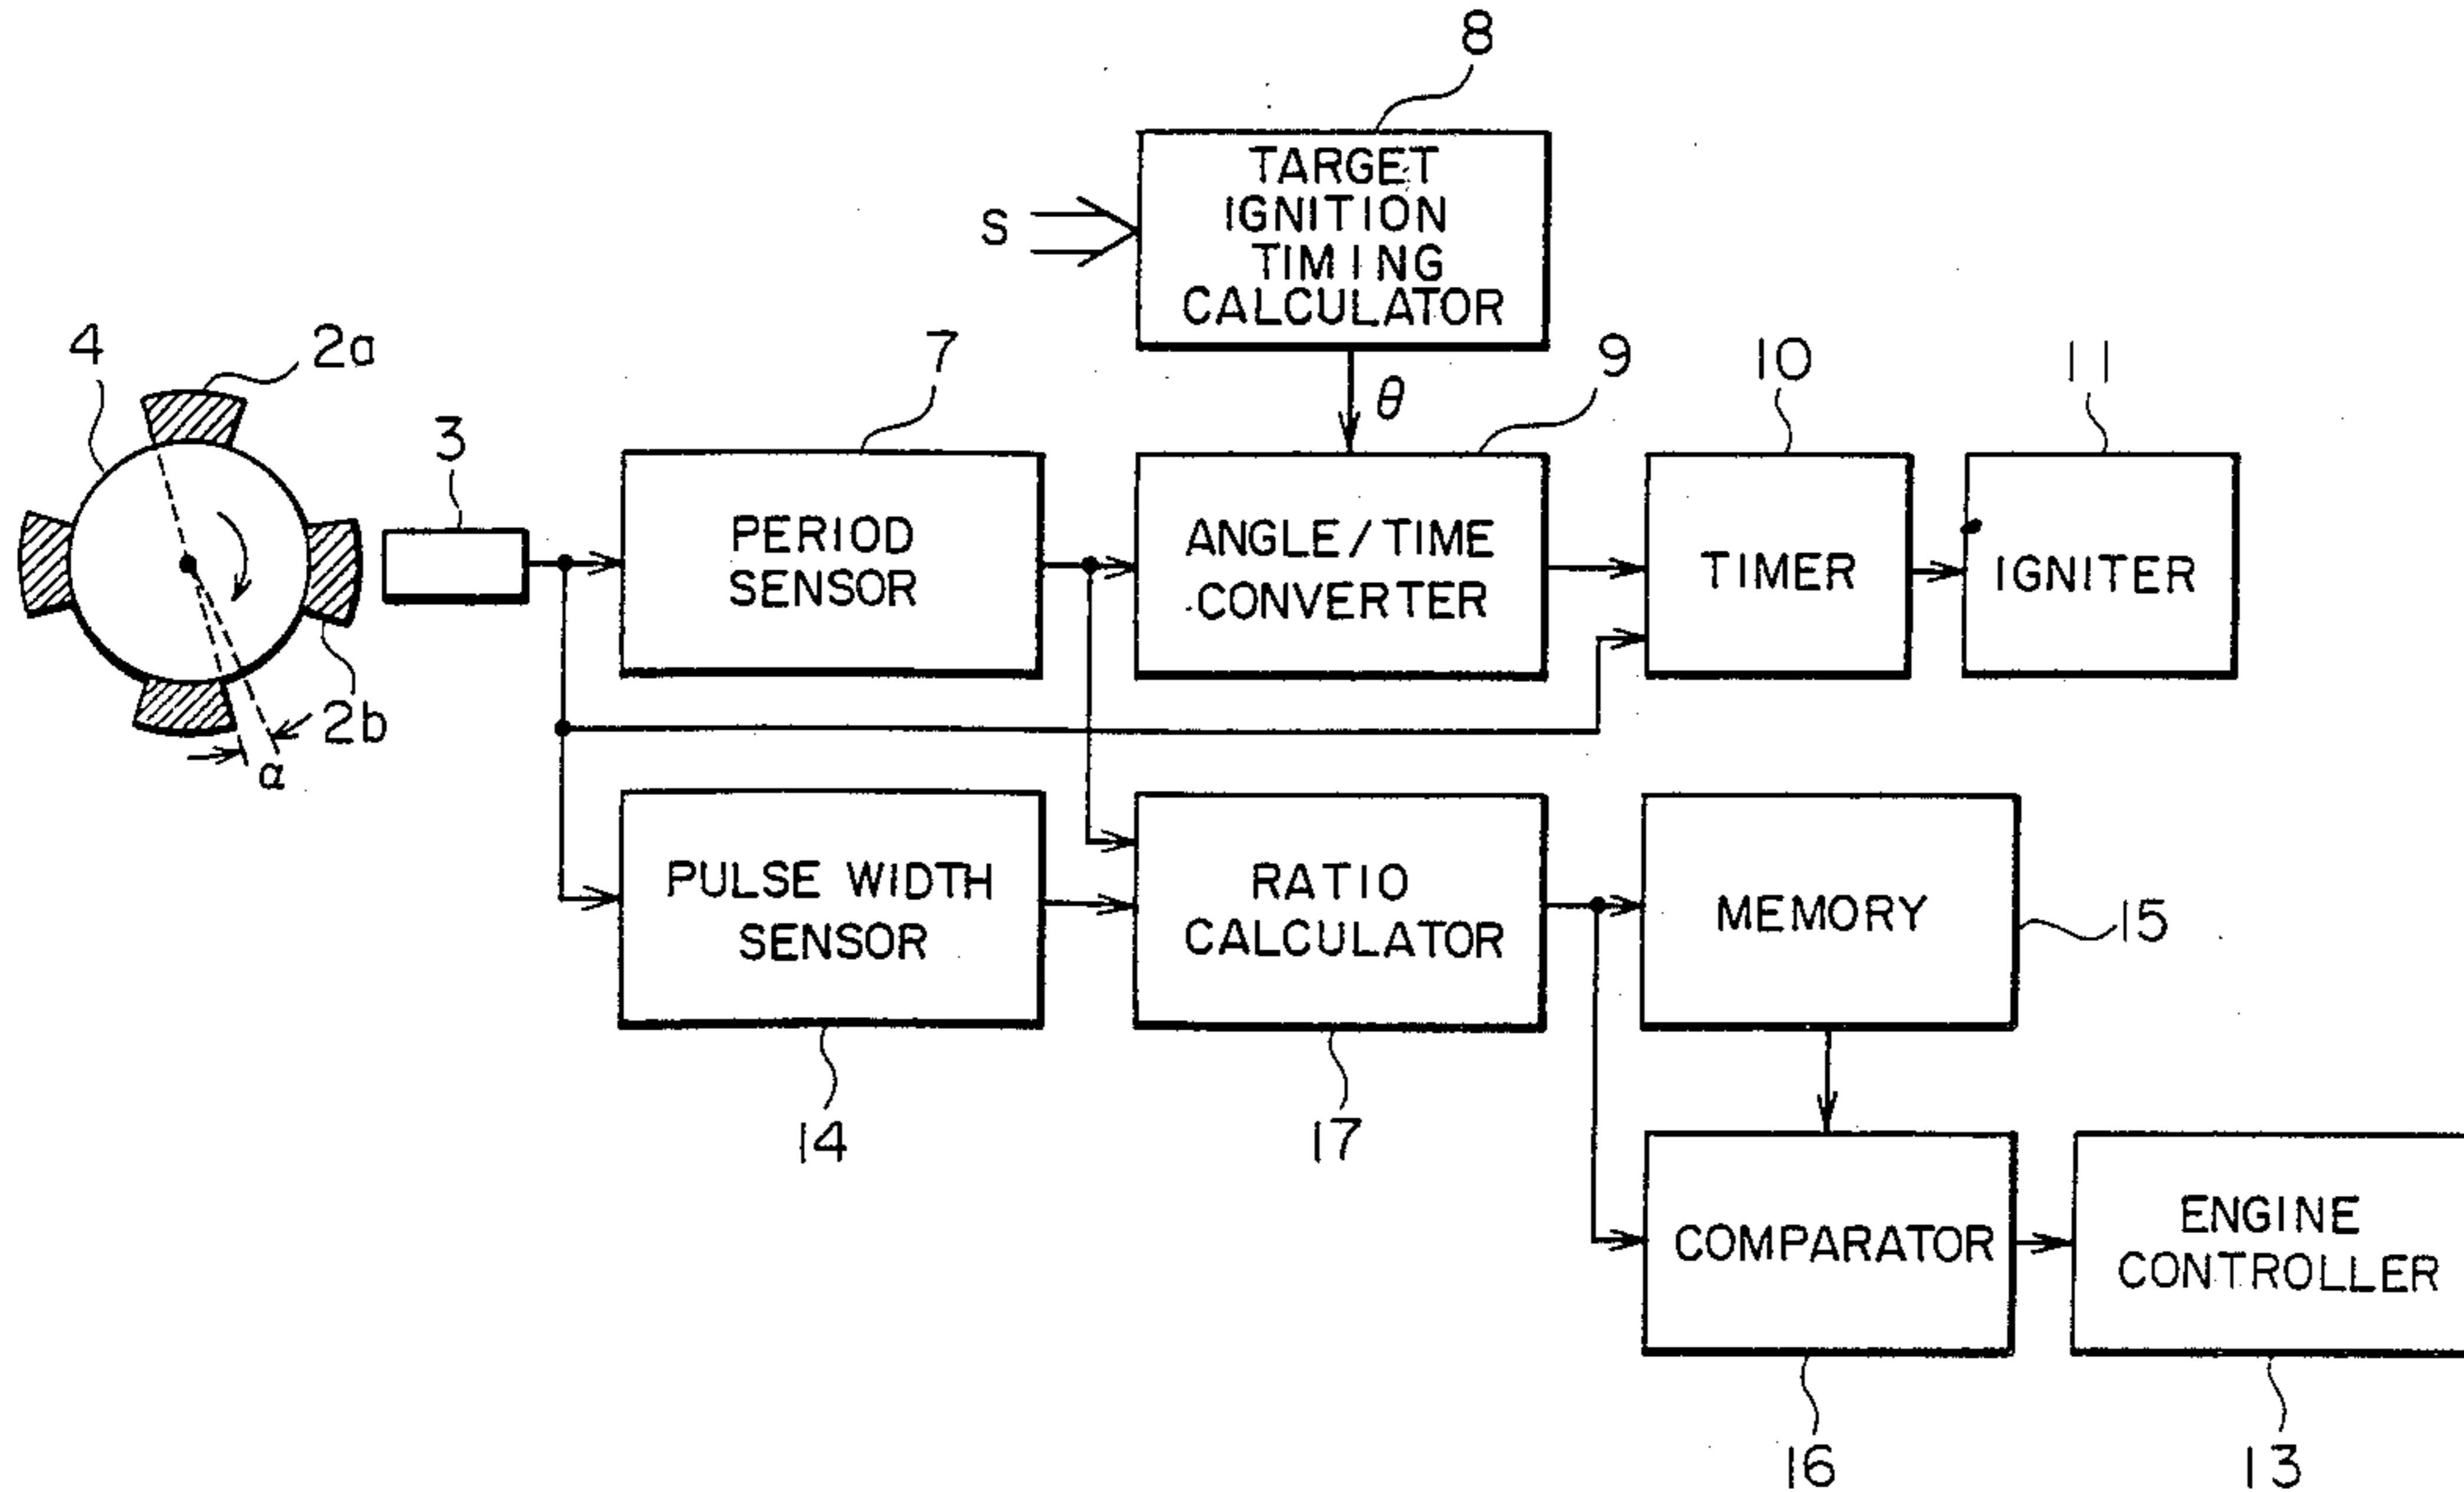 8
TARGET
IGNITION
TIMING
CALCULATOR
S
θ
4
2a
3
7
9
10
11
PERIOD
SENSOR
ANGLE/TIME
CONVERTER
TIMER
IGNITER
2b
α
PULSE WIDTH
SENSOR
RATIO
CALCULATOR
MEMORY
15
14
17
COMPARATOR
ENGINE
CONTROLLER
16
13